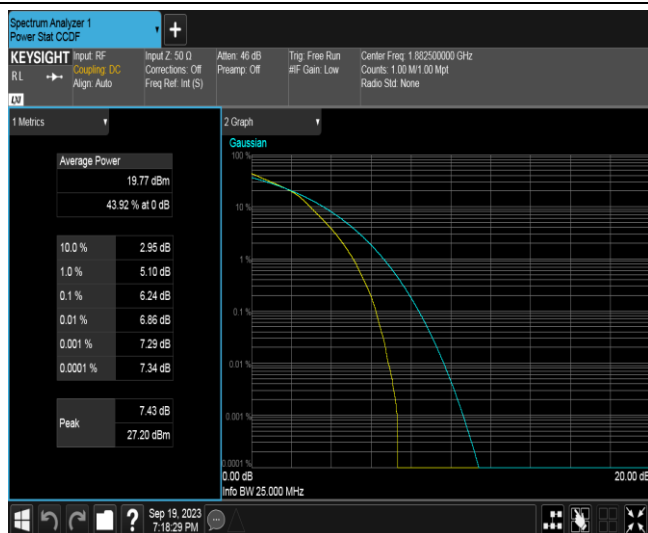 Spectrum Analyzer 1
Power Stat CCDF
+
KEYSIGHT
RL
LXI
Input: RF
Coupling: DC
Align: Auto
Input Z: 50 Ω
Corrections: Off
Freq Ref: Int (S)
Atten: 46 dB
Preamp: Off
Trig: Free Run
#IF Gain: Low
Center Freq: 1.882500000 GHz
Counts: 1.00 M/1.00 Mpt
Radio Std: None
1 Metrics
Average Power
19.77 dBm
43.92 % at 0 dB
10.0 % 2.95 dB
1.0 % 5.10 dB
0.1 % 6.24 dB
0.01 % 6.86 dB
0.001 % 7.29 dB
0.0001 % 7.34 dB
Peak
7.43 dB
27.20 dBm
2 Graph
Gaussian
100 %
10 %
1 %
0.1 %
0.01 %
0.001 %
0.0001 %
0.00 dB 20.00 dB
Info BW 25.000 MHz
?
Sep 19, 2023
7:18:29 PM